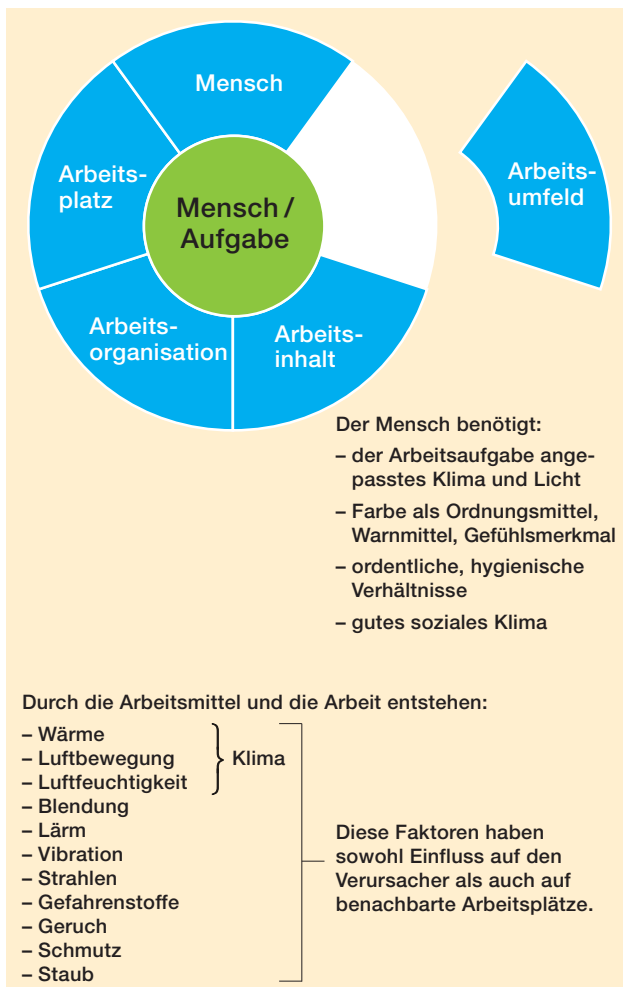 Mensch
Arbeits-
platz
Mensch /
Aufgabe
Arbeits-
umfeld
Arbeits-
organisation
Arbeits-
inhalt
Der Mensch benötigt:
– der Arbeitsaufgabe ange-
passtes Klima und Licht
– Farbe als Ordnungsmittel,
Warnmittel, Gefühlsmerkmal
– ordentliche, hygienische
Verhältnisse
– gutes soziales Klima
Durch die Arbeitsmittel und die Arbeit entstehen:
– Wärme
– Luftbewegung
– Luftfeuchtigkeit
Klima
– Blendung
– Lärm
– Vibration
– Strahlen
– Gefahrenstoffe
– Geruch
– Schmutz
– Staub
Diese Faktoren haben
sowohl Einfluss auf den
Verursacher als auch auf
benachbarte Arbeitsplätze.